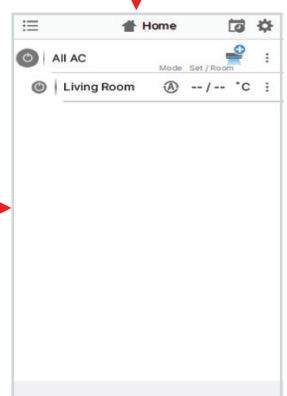 Home
All AC
Mode Set / Room
Living Room A -- / -- °C